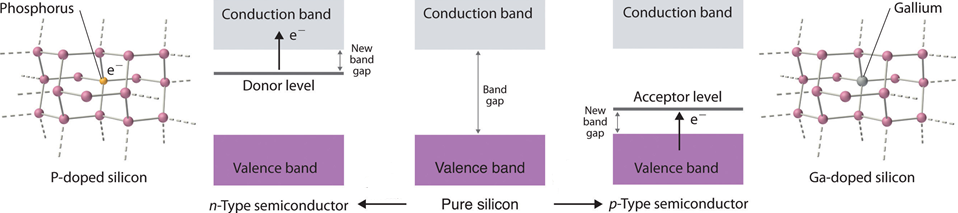 Phosphorus
e⁻
P-doped silicon
Conduction band
e⁻
New
band
gap
Donor level
Valence band
n-Type semiconductor
Conduction band
Band
gap
Valence band
Pure silicon
Conduction band
Acceptor level
New
band
gap
e⁻
Valence band
p-Type semiconductor
Gallium
Ga-doped silicon